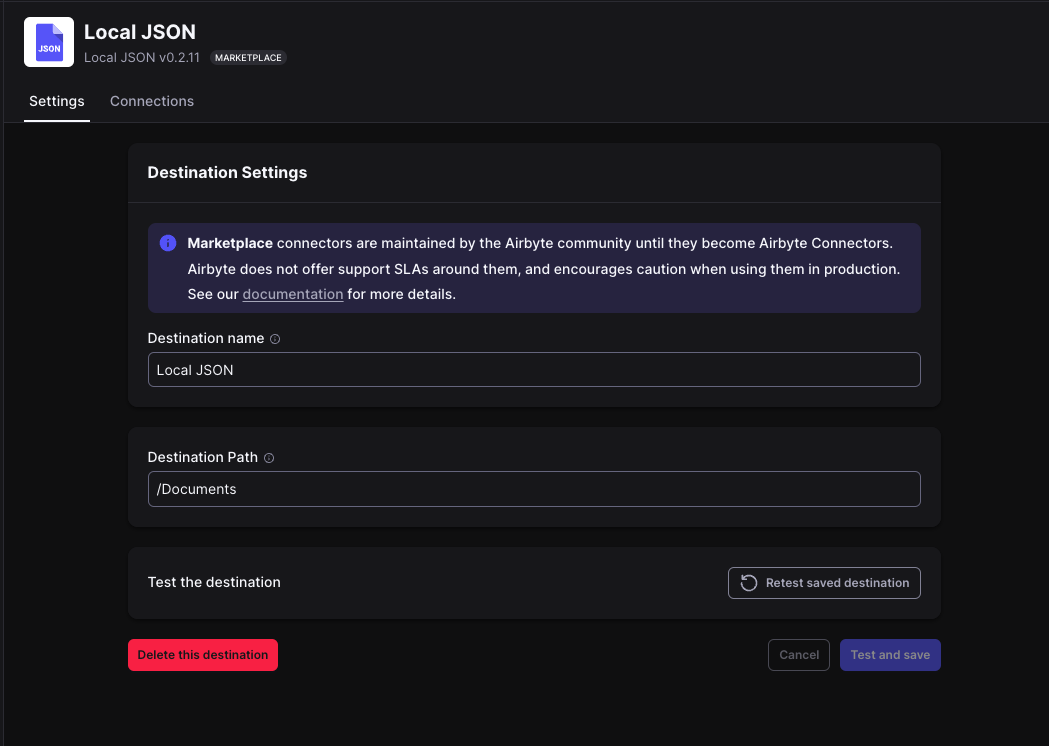 JSON
Local JSON
Local JSON v0.2.11 MARKETPLACE
Settings Connections
Destination Settings
Marketplace connectors are maintained by the Airbyte community until they become Airbyte Connectors.
Airbyte does not offer support SLAs around them, and encourages caution when using them in production.
See our documentation for more details.
Destination name
Local JSON
Destination Path
/Documents
Test the destination Retest saved destination
Delete this destination Cancel Test and save